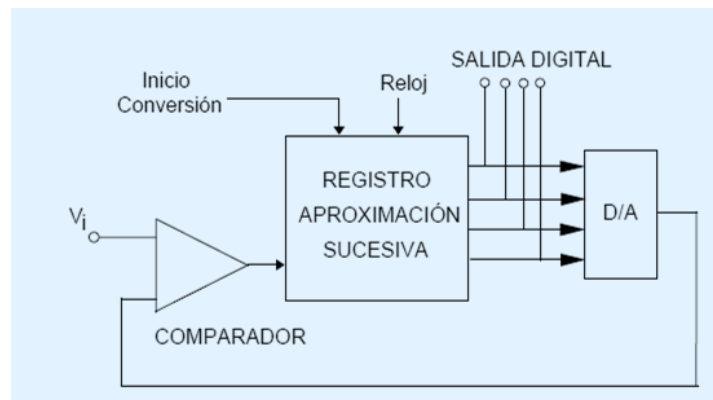 SALIDA DIGITAL
Inicio
Conversión
Reloj
REGISTRO
APROXIMACIÓN
SUCESIVA
D/A
Vi
COMPARADOR